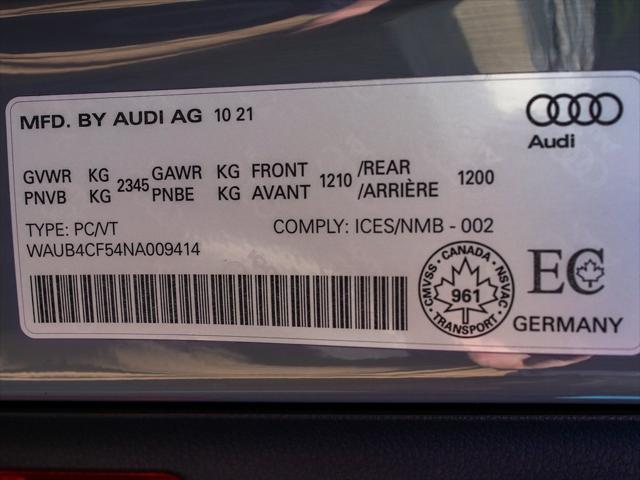 MFD. BY AUDI AG 10 21
Audi
GVWR KG 2345 GAWR KG FRONT 1210 /REAR 1200
PNVB KG PNBE KG AVANT /ARRIÈRE
TYPE: PC/VT COMPLY: ICES/NMB - 002
WAUB4CF54NA009414
CMVSS - CANADA - NSVAC
961
TRANSPORT
EC
GERMANY